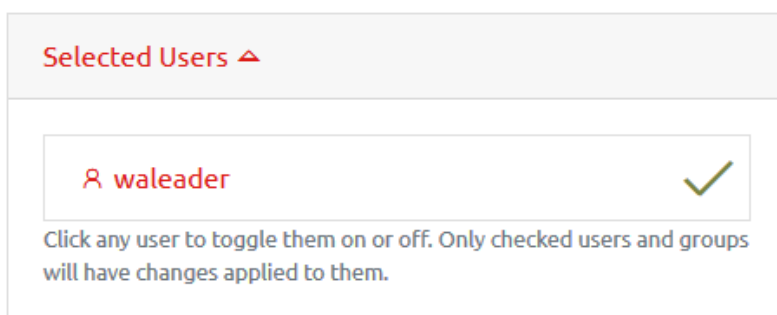 Selected Users
waleader
Click any user to toggle them on or off. Only checked users and groups
will have changes applied to them.